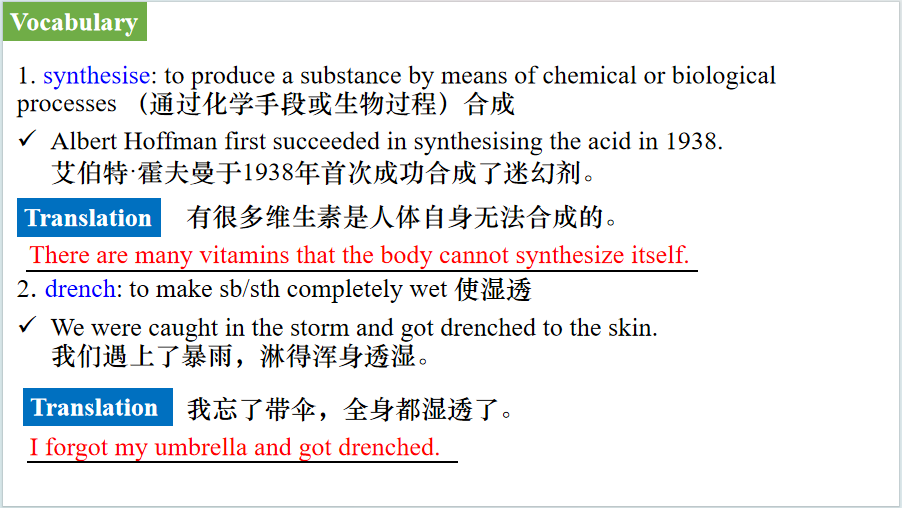 Vocabulary
1. synthesise: to produce a substance by means of chemical or biological
processes （通过化学手段或生物过程）合成
✓ Albert Hoffman first succeeded in synthesising the acid in 1938.
艾伯特·霍夫曼于1938年首次成功合成了迷幻剂。
Translation 有很多维生素是人体自身无法合成的。
There are many vitamins that the body cannot synthesize itself.
2. drench: to make sb/sth completely wet 使湿透
✓ We were caught in the storm and got drenched to the skin.
我们遇上了暴雨，淋得浑身透湿。
Translation 我忘了带伞，全身都湿透了。
I forgot my umbrella and got drenched.